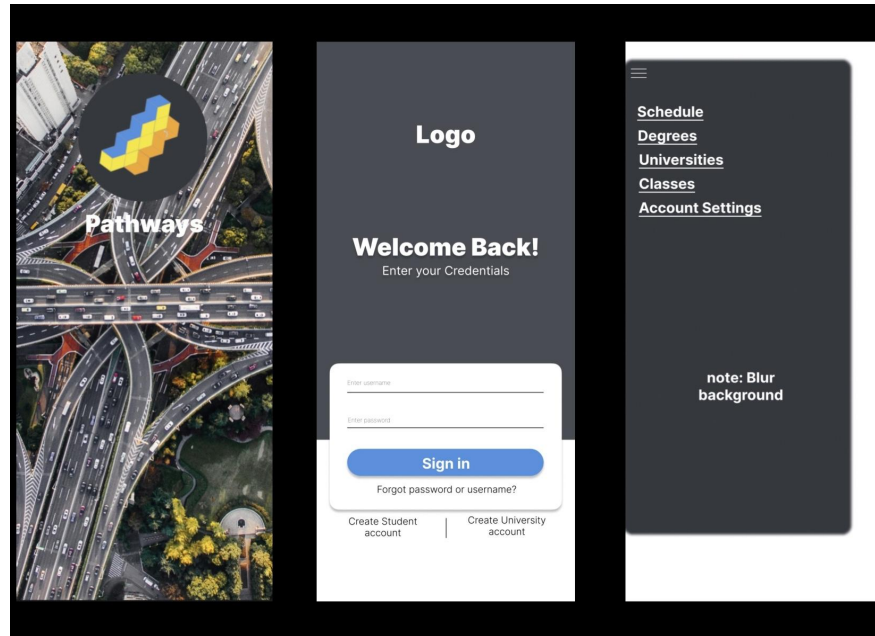 Pathways
Logo
Welcome Back!
Enter your Credentials
Enter username
Enter password
Sign in
Forgot password or username?
Create Student
account
Create University
account
Schedule
Degrees
Universities
Classes
Account Settings
note: Blur
background